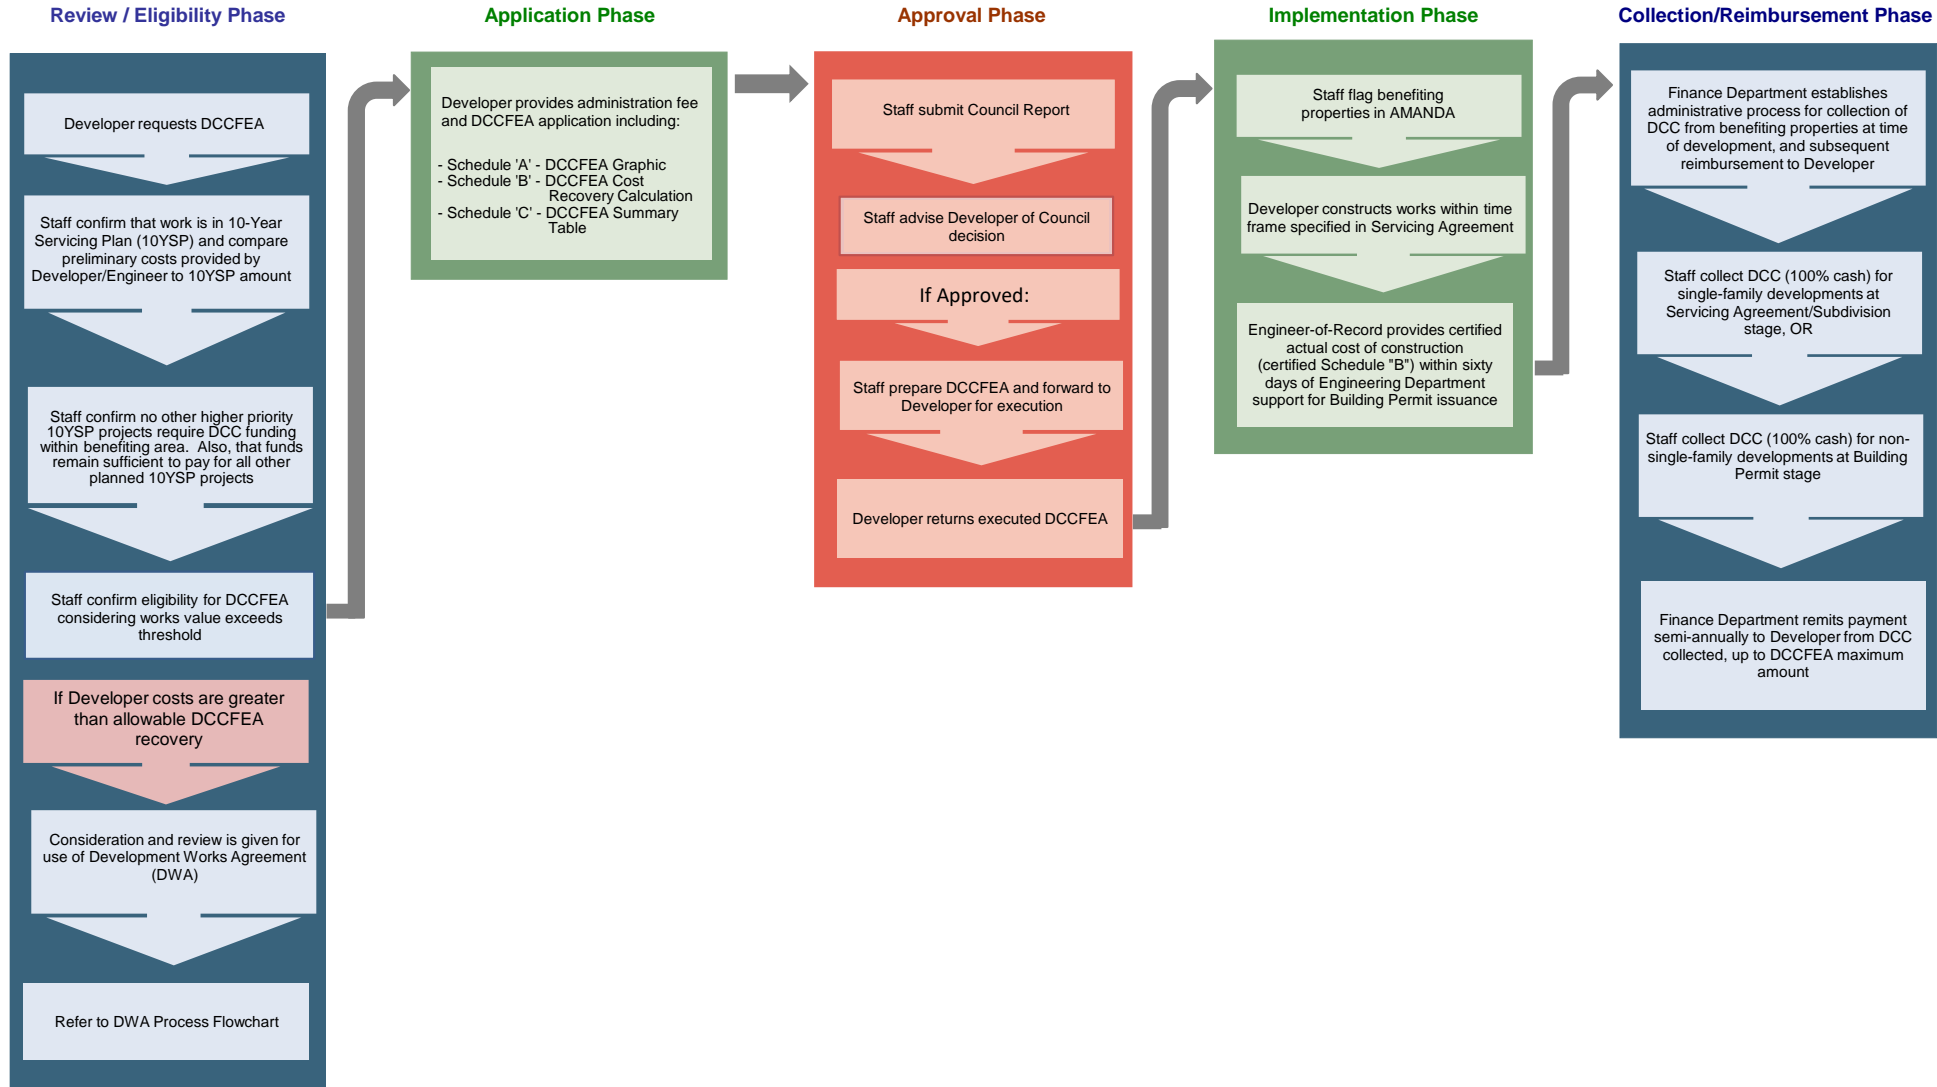 Review / Eligibility Phase
Developer requests DCCFEA
Staff confirm that work is in 10-Year
Servicing Plan (10YSP) and compare
preliminary costs provided by
Developer/Engineer to 10YSP amount
Staff confirm no other higher priority
10YSP projects require DCC funding
within benefiting area.  Also, that funds
remain sufficient to pay for all other
planned 10YSP projects
Staff confirm eligibility for DCCFEA
considering works value exceeds
threshold
If Developer costs are greater
than allowable DCCFEA
recovery
Consideration and review is given for
use of Development Works Agreement
(DWA)
Refer to DWA Process Flowchart
Application Phase
Developer provides administration fee
and DCCFEA application including:
- Schedule 'A' - DCCFEA Graphic
- Schedule 'B' - DCCFEA Cost
Recovery Calculation
- Schedule 'C' - DCCFEA Summary
Table
Approval Phase
Staff submit Council Report
Staff advise Developer of Council
decision
If Approved:
Staff prepare DCCFEA and forward to
Developer for execution
Developer returns executed DCCFEA
Implementation Phase
Staff flag benefiting
properties in AMANDA
Developer constructs works within time
frame specified in Servicing Agreement
Engineer-of-Record provides certified
actual cost of construction
(certified Schedule "B") within sixty
days of Engineering Department
support for Building Permit issuance
Collection/Reimbursement Phase
Finance Department establishes
administrative process for collection of
DCC from benefiting properties at time
of development, and subsequent
reimbursement to Developer
Staff collect DCC (100% cash) for
single-family developments at
Servicing Agreement/Subdivision
stage, OR
Staff collect DCC (100% cash) for non-
single-family developments at Building
Permit stage
Finance Department remits payment
semi-annually to Developer from DCC
collected, up to DCCFEA maximum
amount